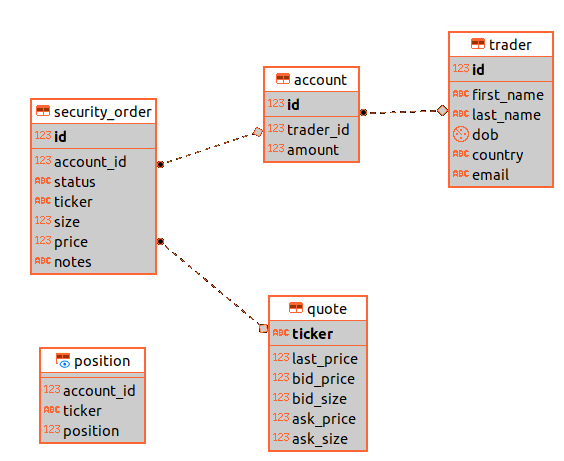 trader
123 id
ABC first_name
ABC last_name
dob
ABC country
ABC email
account
123 id
123 trader_id
123 amount
security_order
123 id
123 account_id
ABC status
ABC ticker
123 size
123 price
ABC notes
quote
ABC ticker
123 last_price
123 bid_price
123 bid_size
123 ask_price
123 ask_size
position
123 account_id
ABC ticker
123 position